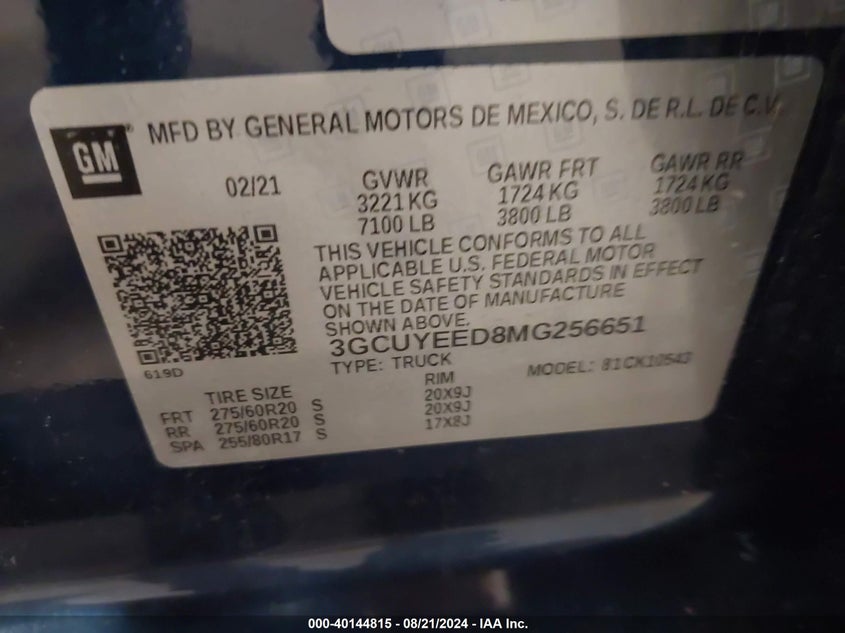 GM
MFD BY GENERAL MOTORS DE MEXICO, S. DE R.L. DE C.V.
02/21 GVWR GAWR FRT GAWR RR
3221 KG 1724 KG 1724 KG
7100 LB 3800 LB 3800 LB
THIS VEHICLE CONFORMS TO ALL
APPLICABLE U.S. FEDERAL MOTOR
VEHICLE SAFETY STANDARDS IN EFFECT
ON THE DATE OF MANUFACTURE
SHOWN ABOVE.
3GCUYEED8MG256651
619D
TYPE: TRUCK MODEL: 81CK10543
TIRE SIZE RIM
FRT 275/60R20 S 20X9J
RR 275/60R20 S 20X9J
SPA 255/80R17 S 17X8J
000-40144815 - 08/21/2024 - IAA Inc.